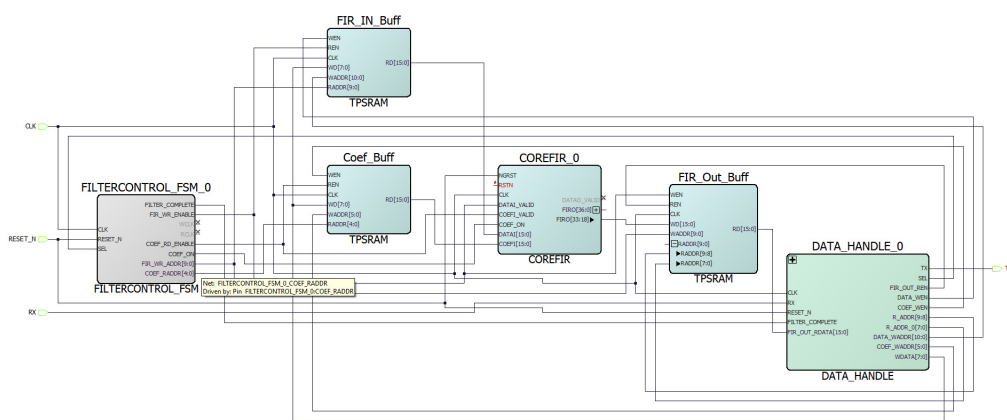 FIR_IN_Buff
WEN
REN
CLK
WD[7:0]
WADDR[10:0]
RADDR[9:0]
RD[15:0]
TPSRAM
CLK
Coef_Buff
WEN
REN
CLK
WD[7:0]
WADDR[5:0]
RADDR[4:0]
RD[15:0]
TPSRAM
COREFIR_0
NGRST
RSTN
CLK
DATAI_VALID
COEFI_VALID
COEF_ON
DATAI[15:0]
COEFI[15:0]
DATAO_VALID
FIRO[36:0]
FIRO[33:18]
COREFIR
FIR_Out_Buff
WEN
REN
CLK
WD[15:0]
WADDR[9:0]
RADDR[9:0]
RADDR[9:8]
RADDR[7:0]
RD[15:0]
TPSRAM
FILTERCONTROL_FSM_0
CLK
RESET_N
SEL
FILTER_COMPLETE
FIR_WR_ENABLE
WCLK
RCLK
COEF_RD_ENABLE
COEF_ON
FIR_WR_ADDR[9:0]
COEF_RADDR[4:0]
FILTERCONTROL_FSM
RESET_N
Net: FILTERCONTROL_FSM_0_COEF_RADDR
Driven by: Pin FILTERCONTROL_FSM_0:COEF_RADDR
RX
DATA_HANDLE_0
CLK
RX
RESET_N
FILTER_COMPLETE
FIR_OUT_RDATA[15:0]
TX
SEL
FIR_OUT_REN
DATA_WEN
COEF_WEN
R_ADDR[9:8]
R_ADDR_0[7:0]
DATA_WADDR[10:0]
COEF_WADDR[5:0]
WDATA[7:0]
DATA_HANDLE